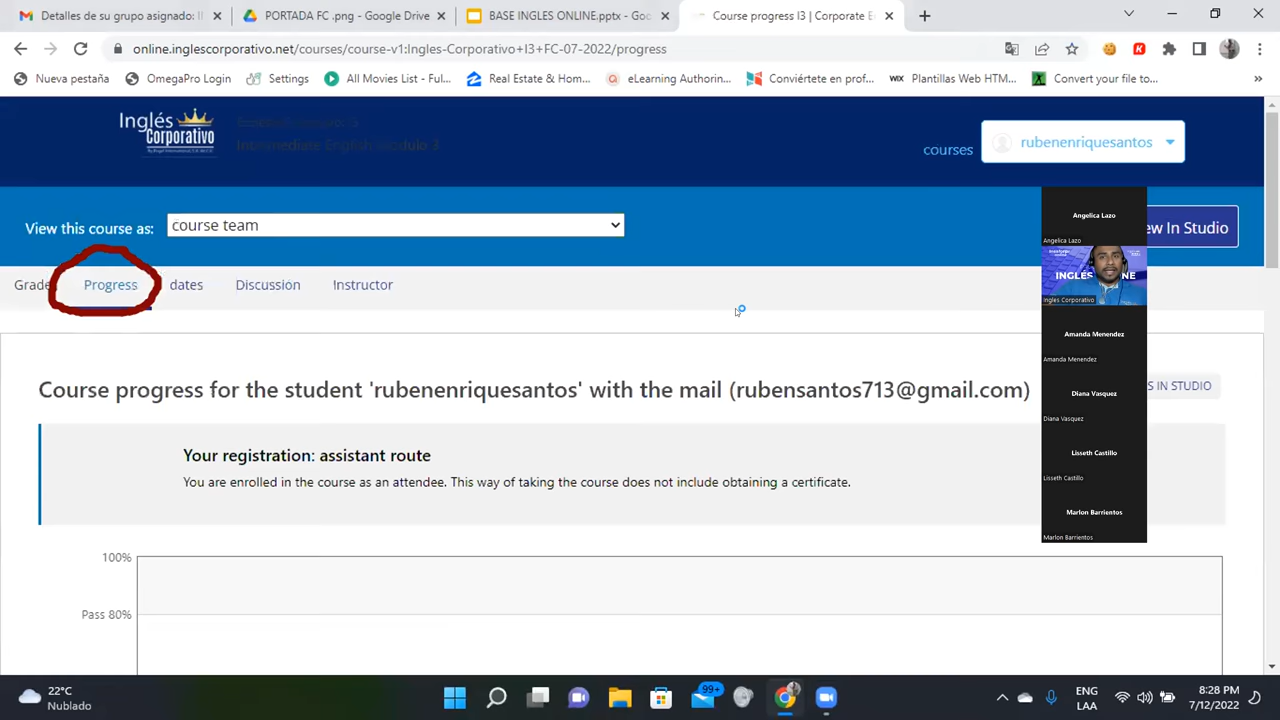 Detalles de su grupo asignado: I
PORTADA FC .png - Google Drive
BASE INGLES ONLINE.pptx - Goo
Course progress I3 | Corporate E
online.inglescorporativo.net/courses/course-v1:Ingles-Corporativo+I3+FC-07-2022/progress
Nueva pestaña
OmegaPro Login
Settings
All Movies List - Ful...
Real Estate & Hom...
eLearning Authorin...
Conviértete en prof...
WIX
Plantillas Web HTM...
Convert your file to...
Inglés
Corporativo
Intermediate English Módulo 3
courses
rubenenriquesantos
View this course as:
course team
ew In Studio
Grade
Progress
dates
Discussion
Instructor
Course progress for the student 'rubenenriquesantos' with the mail (rubensantos713@gmail.com)
S IN STUDIO
Your registration: assistant route
You are enrolled in the course as an attendee. This way of taking the course does not include obtaining a certificate.
100%
Pass 80%
Angelica Lazo
Angelica Lazo
INGLES
NE
Ingles Corporativo
Amanda Menendez
Amanda Menendez
Diana Vasquez
Diana Vasquez
Lisseth Castillo
Lisseth Castillo
Marlon Barrientos
Marlon Barrientos
22°C
Nublado
99+
ENG
LAA
8:28 PM
7/12/2022